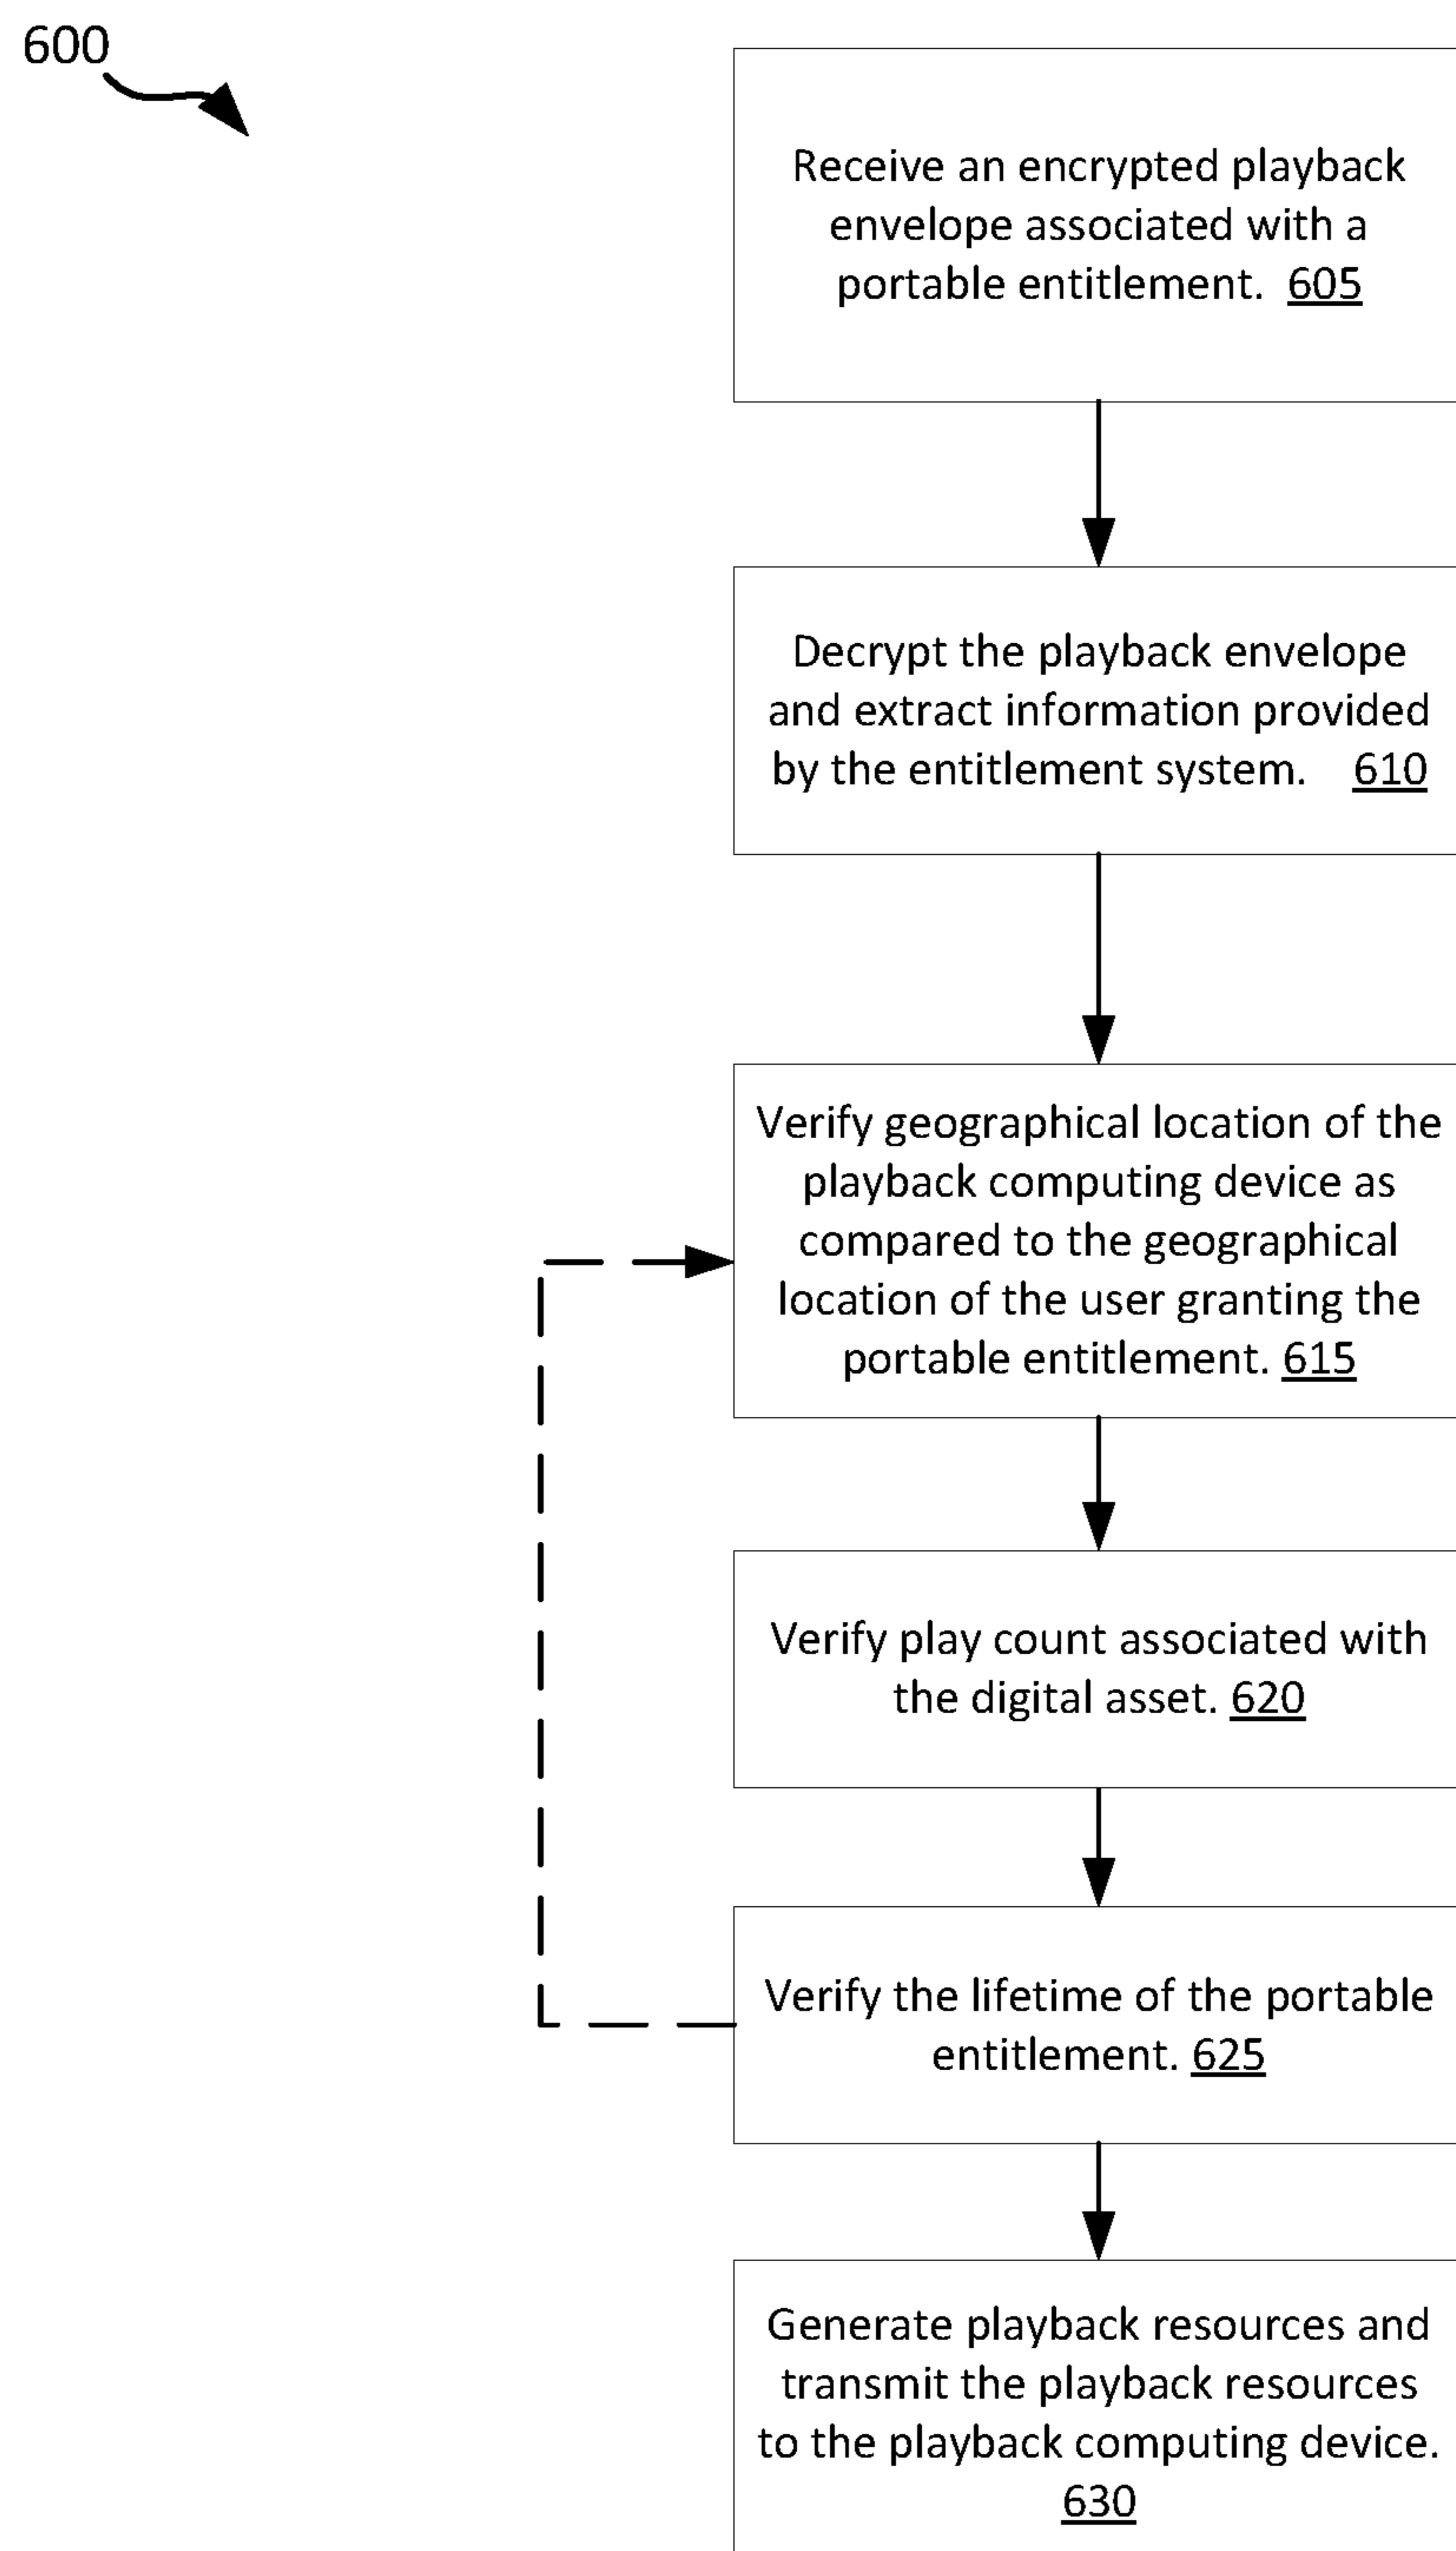 600
Receive an encrypted playback
envelope associated with a
portable entitlement. 605
Decrypt the playback envelope
and extract information provided
by the entitlement system. 610
Verify geographical location of the
playback computing device as
compared to the geographical
location of the user granting the
portable entitlement. 615
Verify play count associated with
the digital asset. 620
Verify the lifetime of the portable
entitlement. 625
Generate playback resources and
transmit the playback resources
to the playback computing device.
630